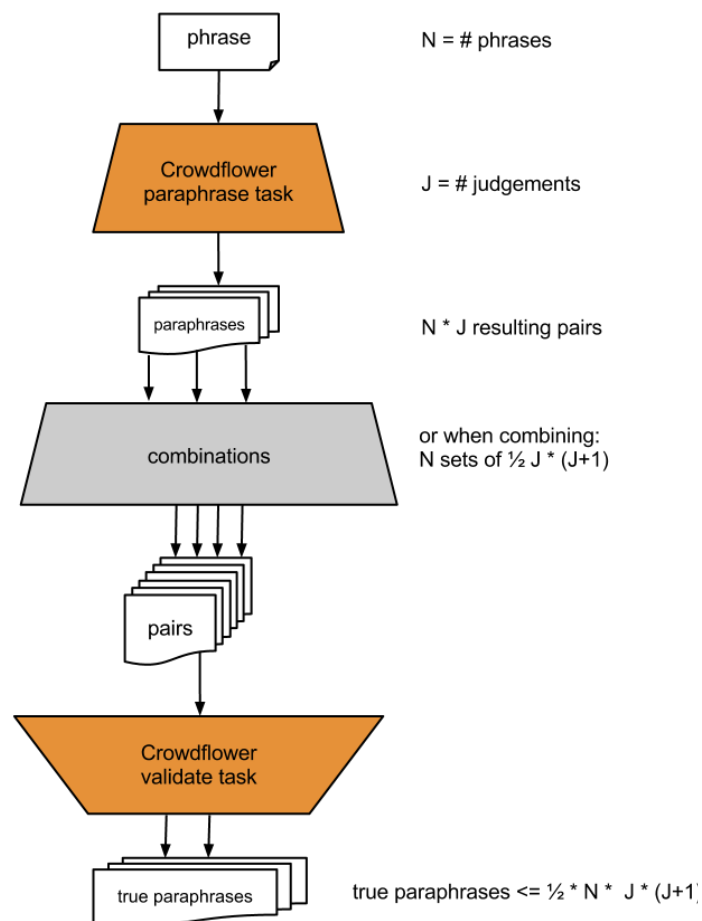 phrase
N = # phrases
Crowdflower
paraphrase task
J = # judgements
paraphrases
N * J resulting pairs
combinations
or when combining:
N sets of ½ J * (J+1)
pairs
Crowdflower
validate task
true paraphrases
true paraphrases <= ½ * N * J * (J+1)